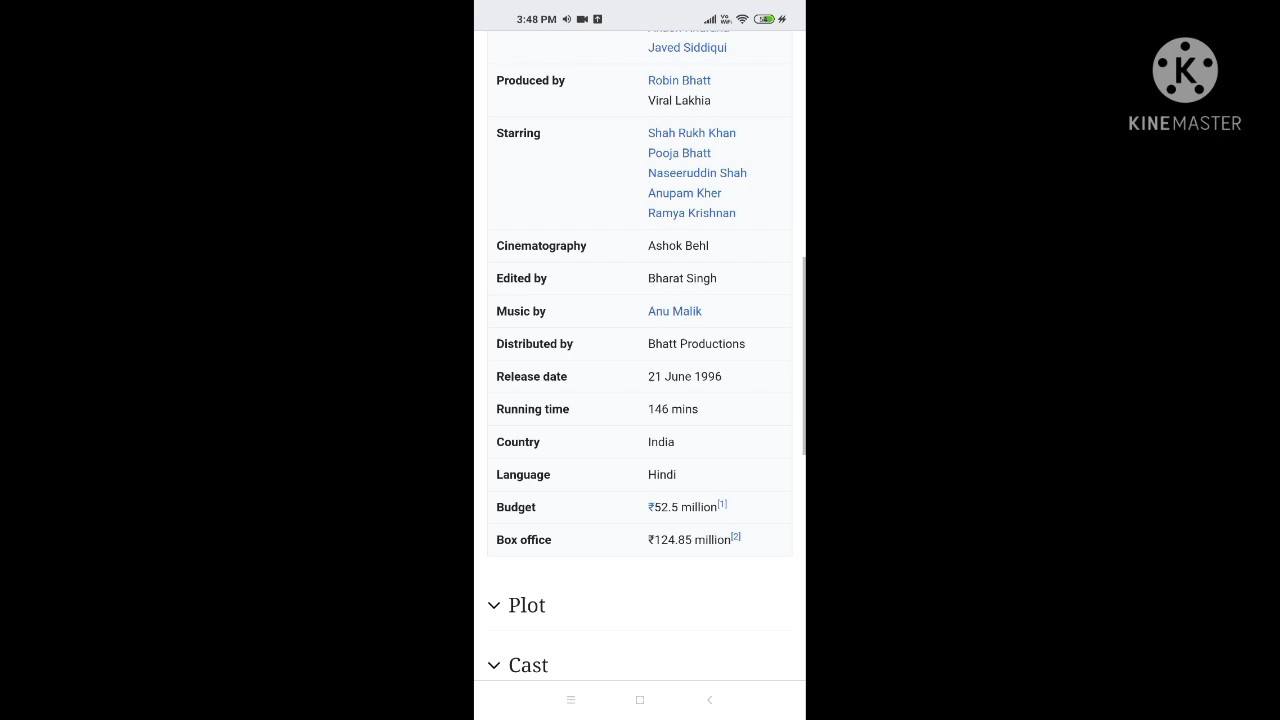 3:48 PM
Vo
WiFi
54
Javed Siddiqui
Produced by
Robin Bhatt
Viral Lakhia
Starring
Shah Rukh Khan
Pooja Bhatt
Naseeruddin Shah
Anupam Kher
Ramya Krishnan
Cinematography Ashok Behl
Edited by Bharat Singh
Music by Anu Malik
Distributed by Bhatt Productions
Release date 21 June 1996
Running time 146 mins
Country India
Language Hindi
Budget ₹52.5 million[1]
Box office ₹124.85 million[2]
Plot
Cast
K
KINEMASTER